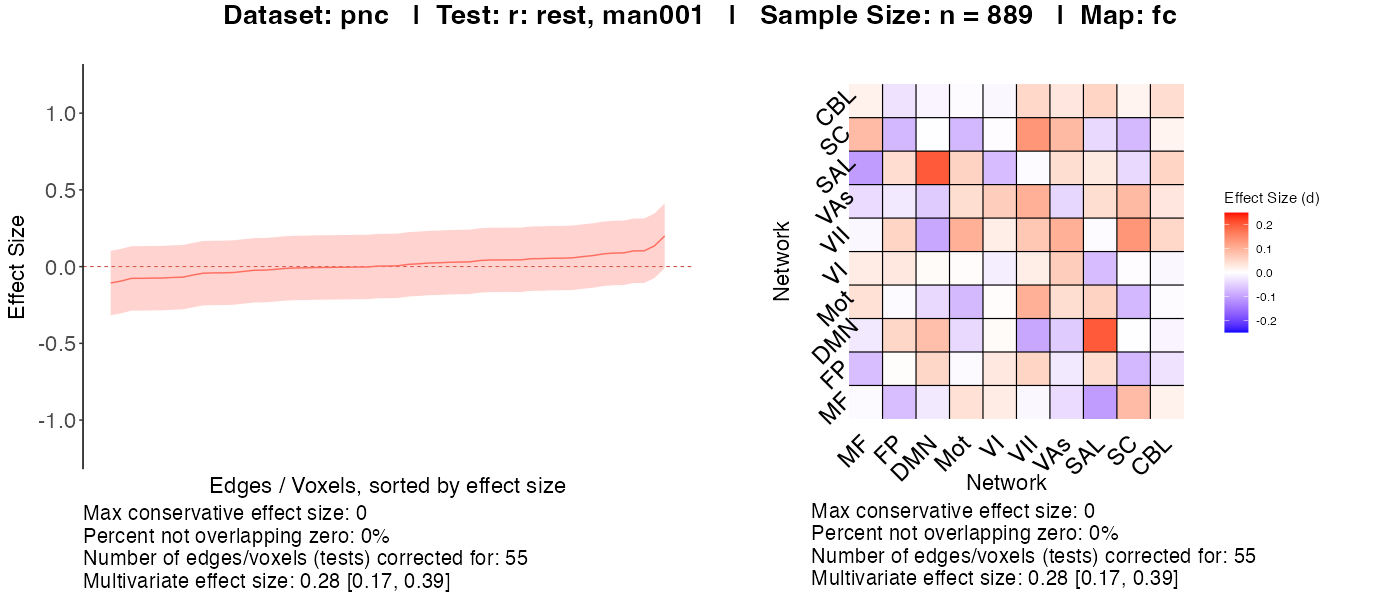 Dataset: pnc | Test: r: rest, man001 | Sample Size: n = 889 | Map: fc
Effect Size
1.0
0.5
0.0
-0.5
-1.0
Edges / Voxels, sorted by effect size
Max conservative effect size: 0
Percent not overlapping zero: 0%
Number of edges/voxels (tests) corrected for: 55
Multivariate effect size: 0.28 [0.17, 0.39]
Network
CBL
SC
SAL
VAs
VII
VI
Mot
DMN
FP
MF
MF FP DMN Mot VI VII VAs SAL SC CBL
Network
Effect Size (d)
0.2
0.1
0.0
-0.1
-0.2
Max conservative effect size: 0
Percent not overlapping zero: 0%
Number of edges/voxels (tests) corrected for: 55
Multivariate effect size: 0.28 [0.17, 0.39]